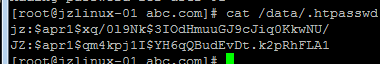 [root@jzlinux-01 abc.com]# cat /data/.htpasswd
jz:$apr1$xq/0l9Nk$3IOdHmuuGJ9cJiq0KkwNU/
JZ:$apr1$qm4kpj1I$YH6qQBudEvDt.k2pRhFLA1
[root@jzlinux-01 abc.com]#